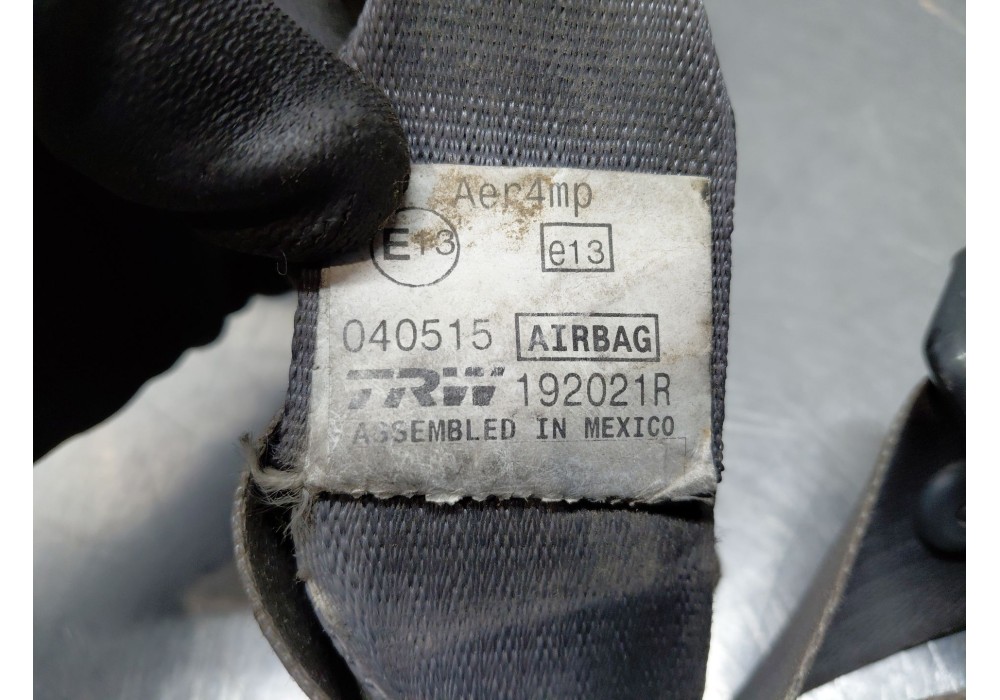 Aer4mp
E13 e13
040515 AIRBAG
TRW 192021R
ASSEMBLED IN MEXICO